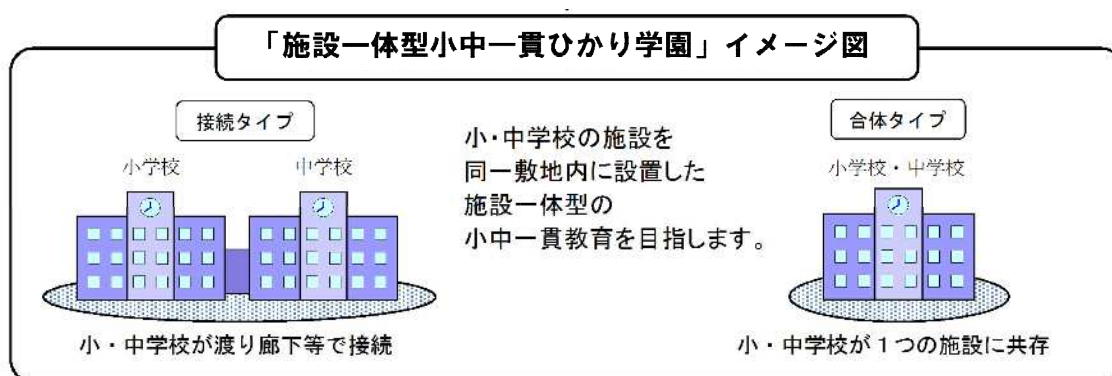 「施設一体型小中一貫ひかり学園」イメージ図
接続タイプ
小学校
中学校
小・中学校が渡り廊下等で接続
小・中学校の施設を
同一敷地内に設置した
施設一体型の
小中一貫教育を目指します。
合体タイプ
小学校・中学校
小・中学校が１つの施設に共存